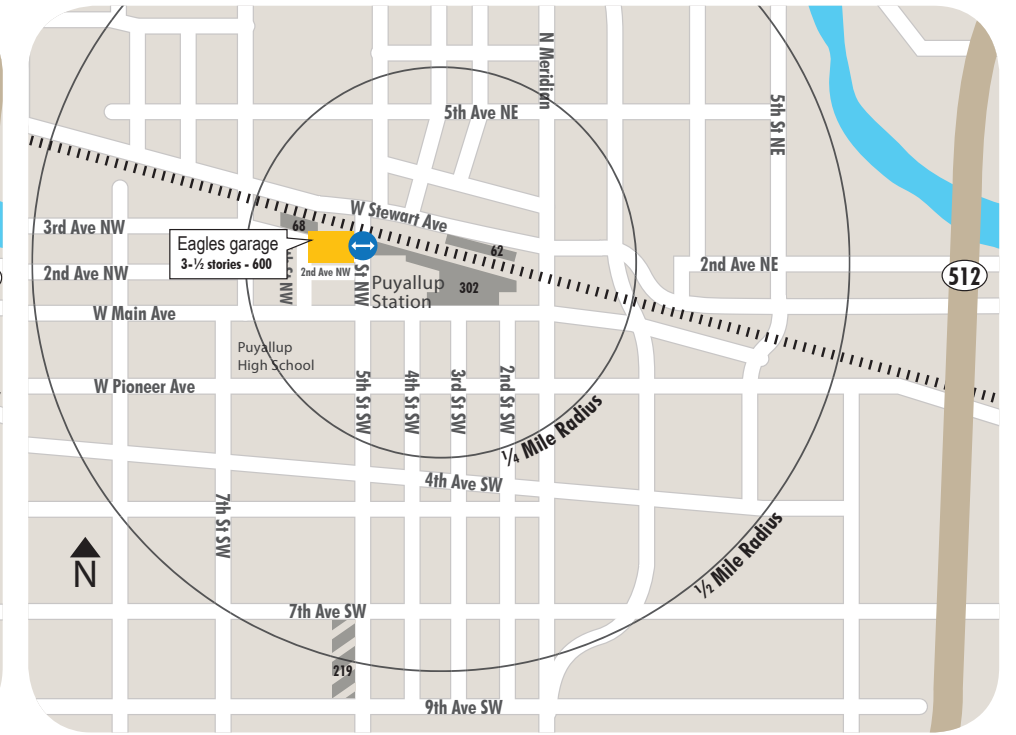 N Meridian
5th Ave NE
5th St NE
W Stewart Ave
3rd Ave NW
68
Eagles garage
3-½ stories - 600
62
2nd Ave NW
2nd Ave NW
St NW
St NW
2nd Ave NE
512
Puyallup
Station
302
W Main Ave
Puyallup
High School
W Pioneer Ave
5th St SW
4th St SW
3rd St SW
2nd St SW
¼ Mile Radius
4th Ave SW
7th St SW
½ Mile Radius
N
7th Ave SW
219
9th Ave SW